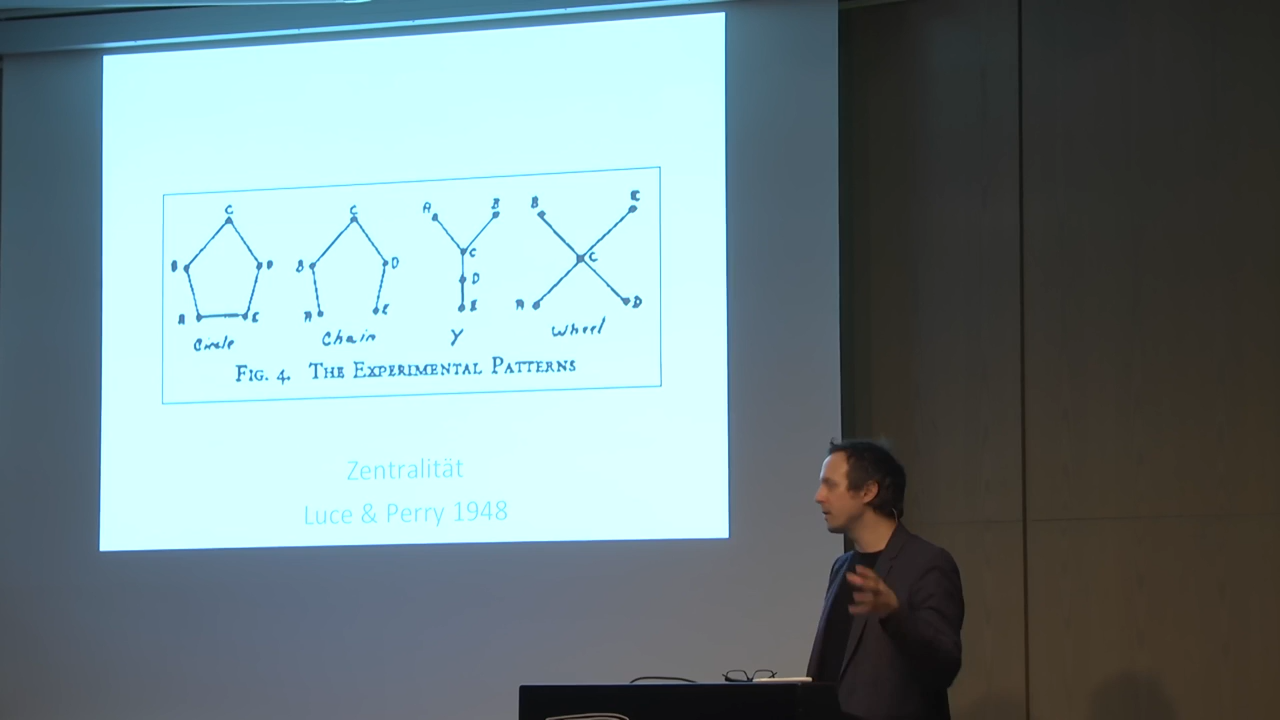 C C A B B E
B D B D C C
A E A E D A D
E
Circle Chain Y Wheel
FIG. 4. THE EXPERIMENTAL PATTERNS
Zentralität
Luce & Perry 1948